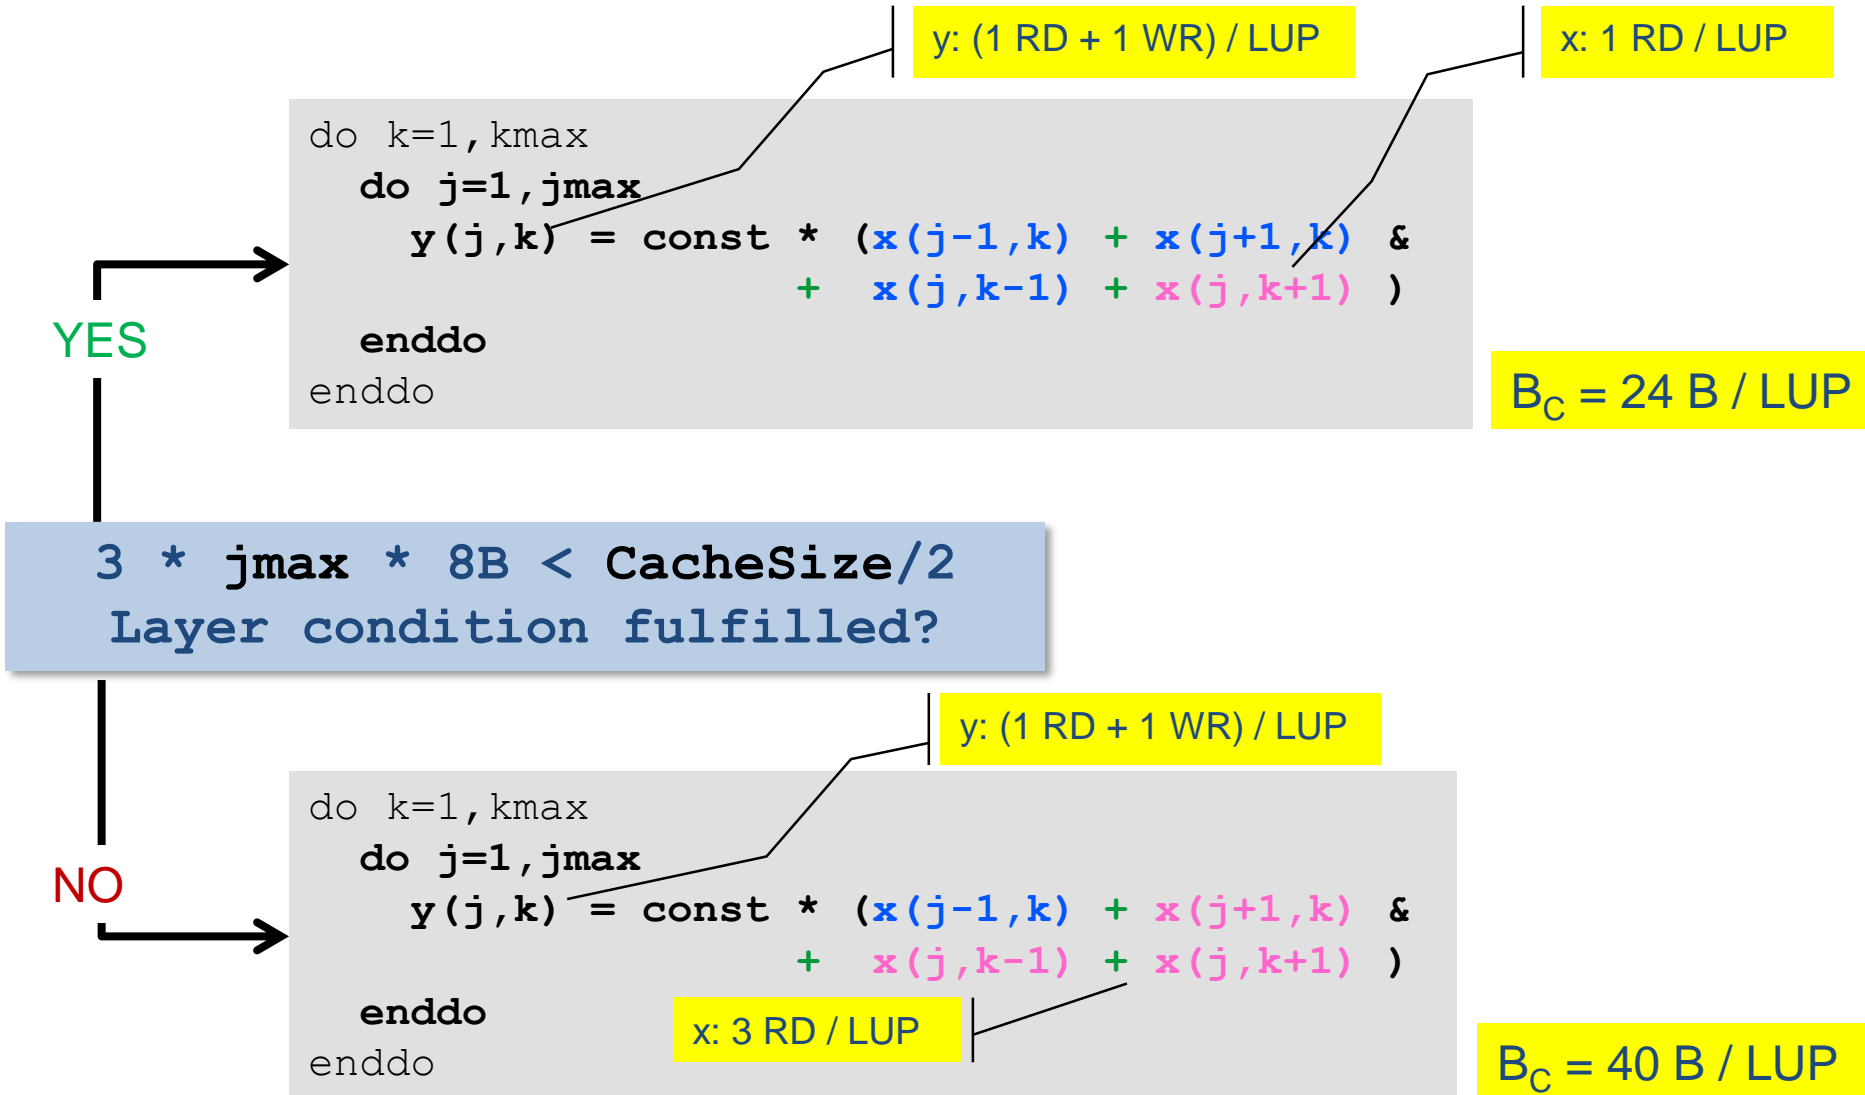 y: (1 RD + 1 WR) / LUP
x: 1 RD / LUP
do k=1,kmax
do j=1,jmax
y(j,k) = const * (x(j-1,k) + x(j+1,k) &
+ x(j,k-1) + x(j,k+1) )
enddo
enddo
YES
B_C = 24 B / LUP
3 * jmax * 8B < CacheSize/2
Layer condition fulfilled?
y: (1 RD + 1 WR) / LUP
do k=1,kmax
do j=1,jmax
y(j,k) = const * (x(j-1,k) + x(j+1,k) &
+ x(j,k-1) + x(j,k+1) )
enddo
enddo
NO
x: 3 RD / LUP
B_C = 40 B / LUP